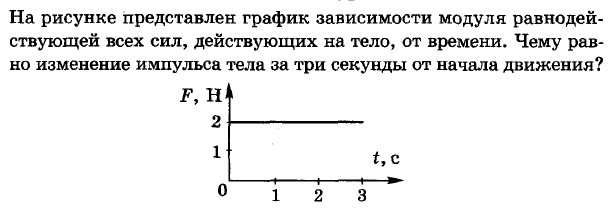 На рисунке представлен график зависимости модуля равнодей-
ствующей всех сил, действующих на тело, от времени. Чему рав-
но изменение импульса тела за три секунды от начала движения?
F, Н
2
1
t, с
0 1 2 3